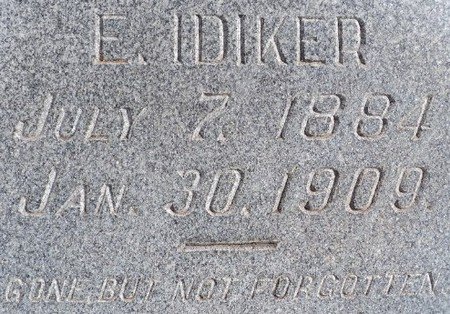 E. IDIKER
JULY 7. 1884
JAN. 30. 1909.
GONE, BUT NOT FORGOTTEN.